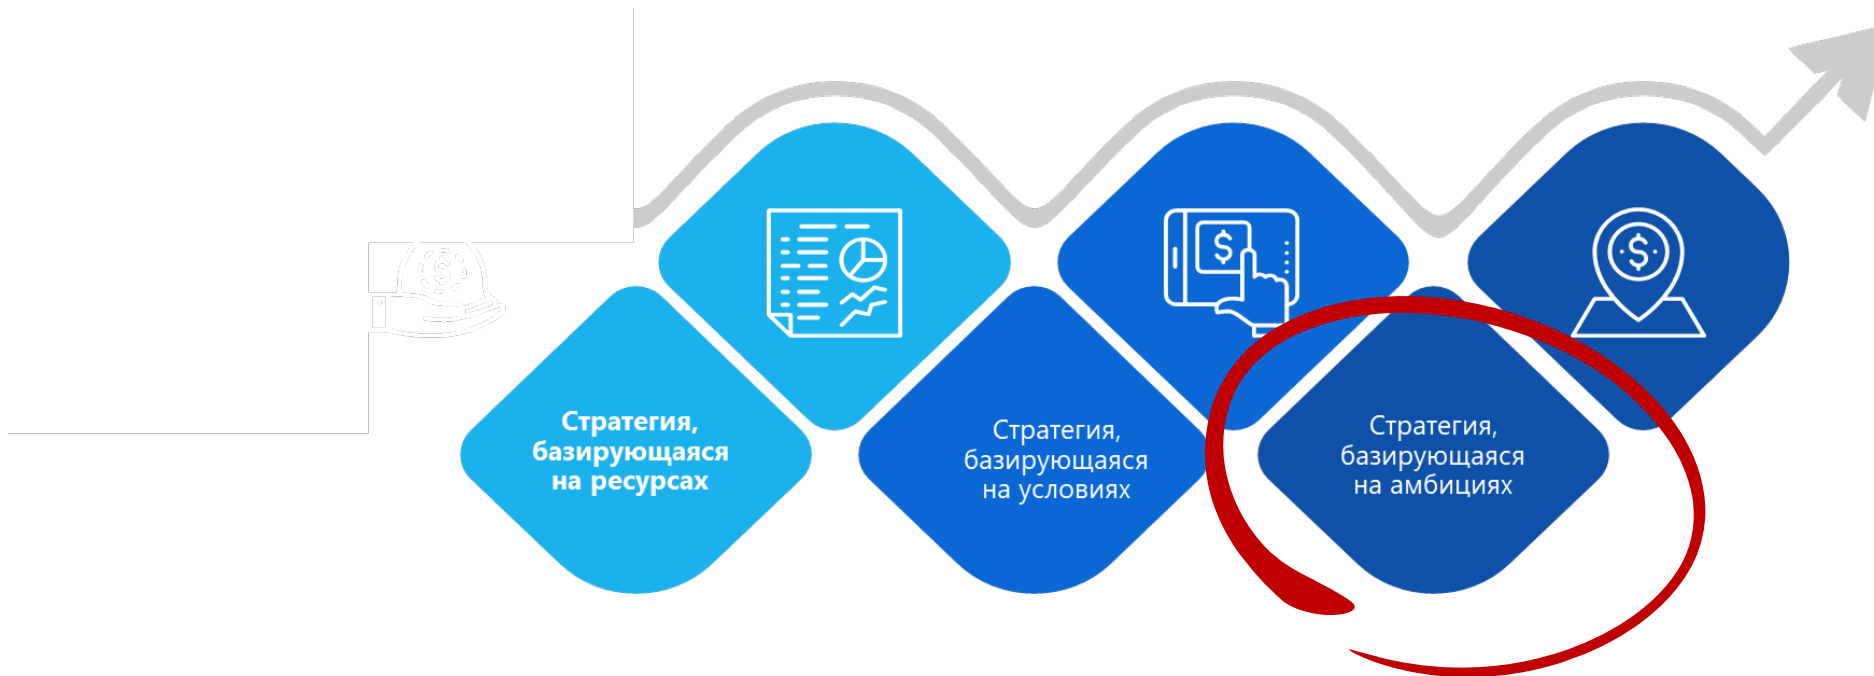 Стратегия,
базирующаяся
на ресурсах
Стратегия,
базирующаяся
на условиях
Стратегия,
базирующаяся
на амбициях